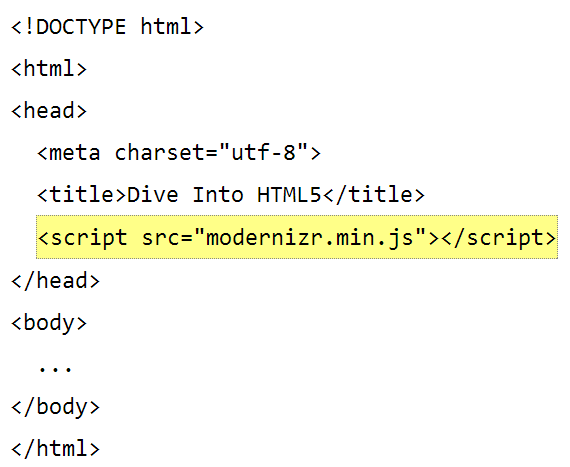 <!DOCTYPE html>
<html>
<head>
  <meta charset="utf-8">
  <title>Dive Into HTML5</title>
  <script src="modernizr.min.js"></script>
</head>
<body>
  ...
</body>
</html>